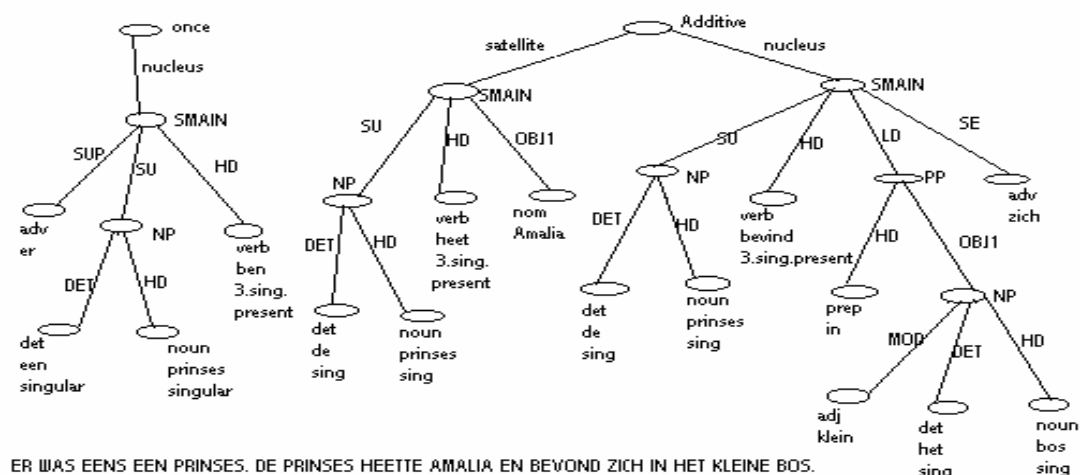 once
nucleus
SMAIN
SUP
SU
HD
adv
er
NP
verb
ben
3.sing.
present
DET
HD
det
een
singular
noun
prinses
singular
Additive
satellite
nucleus
SMAIN
SU
HD
OBJ1
NP
verb
heet
3.sing.
present
nom
Amalia
DET
HD
det
de
sing
noun
prinses
sing
SMAIN
SU
HD
LD
SE
NP
verb
bevind
3.sing.present
PP
adv
zich
DET
HD
det
de
sing
noun
prinses
sing
HD
OBJ1
prep
in
NP
MOD
DET
HD
adj
klein
det
het
sing
noun
bos
sing
ER WAS EENS EEN PRINSES. DE PRINSES HEETTE AMALIA EN BEVOND ZICH IN HET KLEINE BOS.